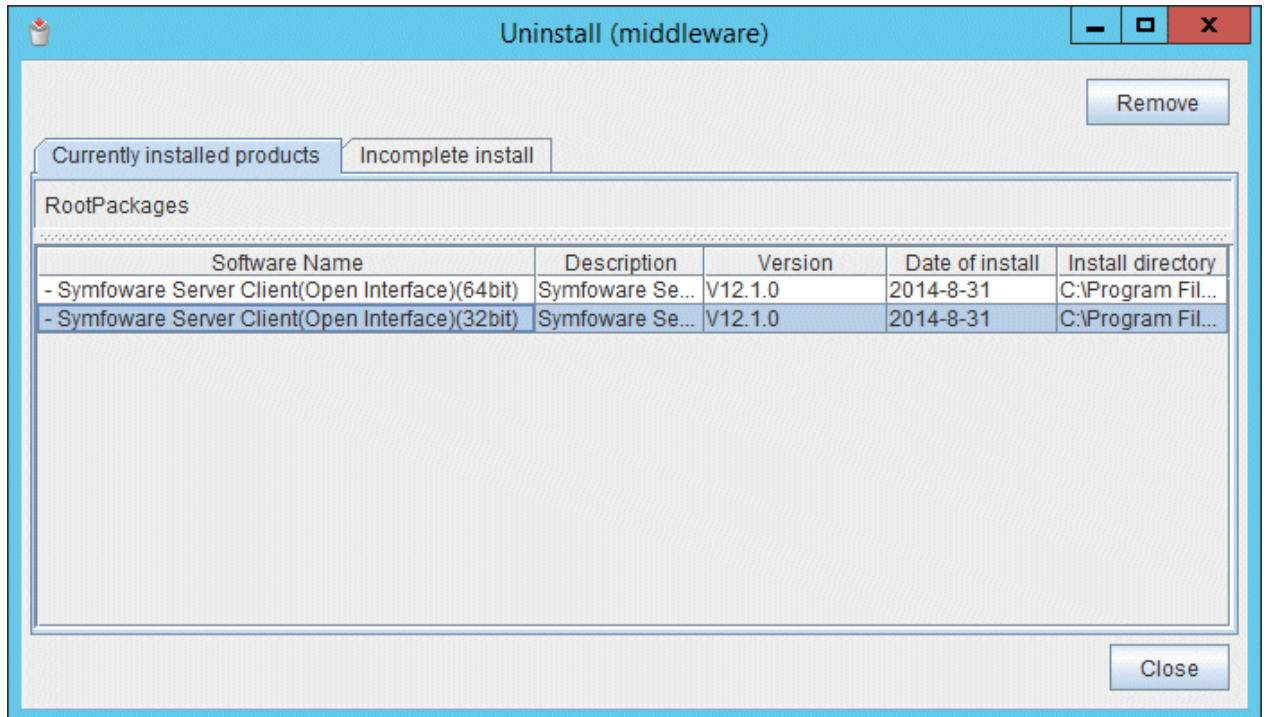 Uninstall (middleware)
Remove
Currently installed products Incomplete install
RootPackages
Software Name Description Version Date of install Install directory
- Symfoware Server Client(Open Interface)(64bit) Symfoware Se... V12.1.0 2014-8-31 C:\Program Fil...
- Symfoware Server Client(Open Interface)(32bit) Symfoware Se... V12.1.0 2014-8-31 C:\Program Fil...
Close